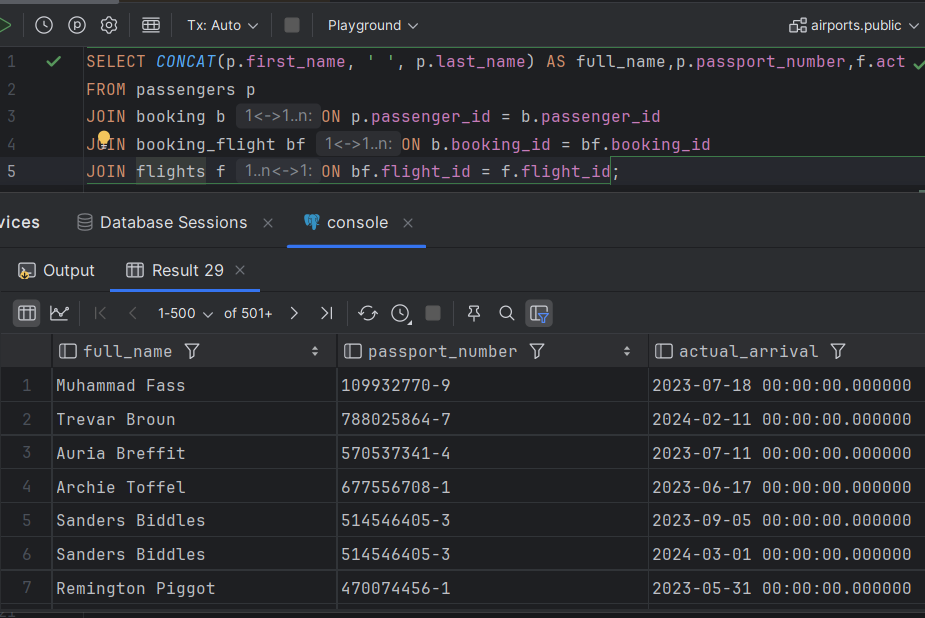 Tx: Auto Playground airports.public
1 SELECT CONCAT(p.first_name, ' ', p.last_name) AS full_name,p.passport_number,f.act
2 FROM passengers p
3 JOIN booking b 1<->1..n: ON p.passenger_id = b.passenger_id
4 JOIN booking_flight bf 1<->1..n: ON b.booking_id = bf.booking_id
5 JOIN flights f 1..n<->1: ON bf.flight_id = f.flight_id;
vices Database Sessions × console ×
Output Result 29 ×
1-500 of 501+
full_name passport_number actual_arrival
1 Muhammad Fass 109932770-9 2023-07-18 00:00:00.000000
2 Trevar Broun 788025864-7 2024-02-11 00:00:00.000000
3 Auria Breffit 570537341-4 2023-07-11 00:00:00.000000
4 Archie Toffel 677556708-1 2023-06-17 00:00:00.000000
5 Sanders Biddles 514546405-3 2023-09-05 00:00:00.000000
6 Sanders Biddles 514546405-3 2024-03-01 00:00:00.000000
7 Remington Piggot 470074456-1 2023-05-31 00:00:00.000000